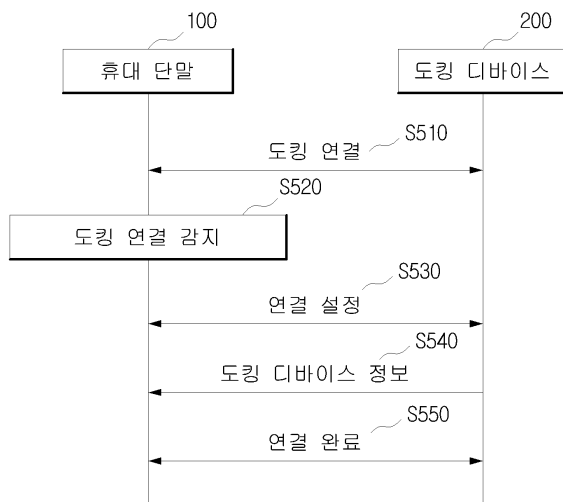 100
200
휴대 단말
도킹 디바이스
S510
도킹 연결
S520
도킹 연결 감지
S530
연결 설정
S540
도킹 디바이스 정보
S550
연결 완료